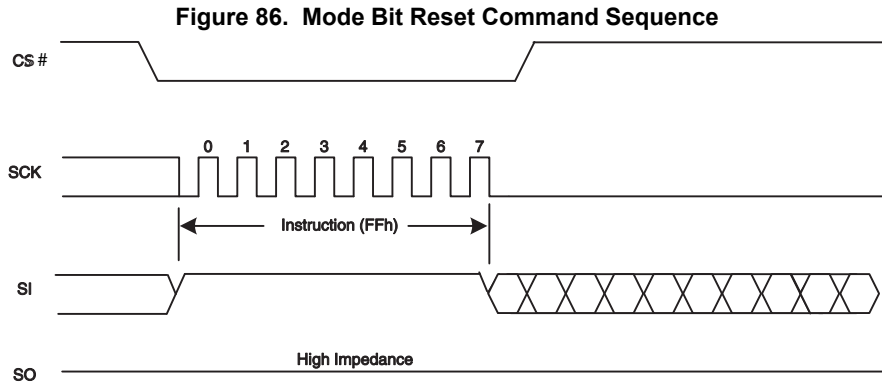 Figure 86. Mode Bit Reset Command Sequence
CS #
0 1 2 3 4 5 6 7
SCK
Instruction (FFh)
SI
High Impedance
SO